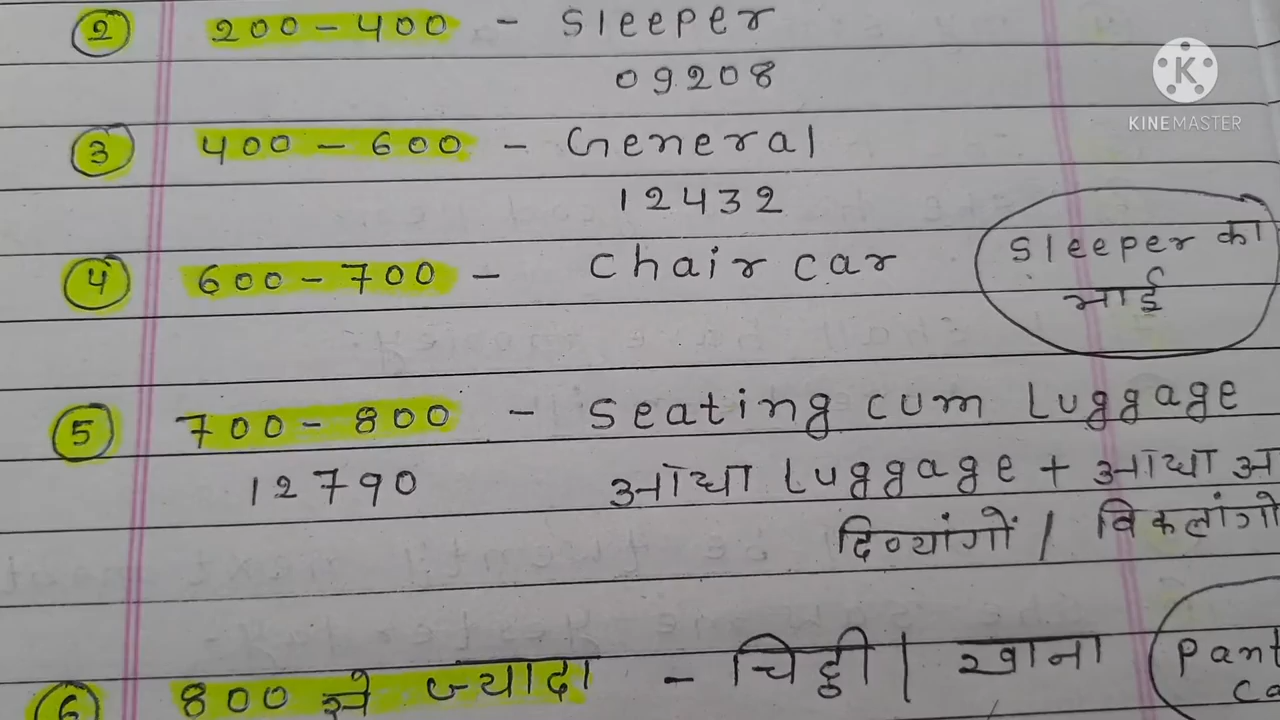 ② 200-400 - Sleeper
09208
③ 400 - 600 - General
12432
④ 600-700 - Chair car
Sleeper का
भाई
⑤ 700-800 - Seating cum Luggage
12790 आधा Luggage + आधा
दिव्यांगों / विकलांगो
⑥ 800 से ज्यादा - चिट्ठी / खाना
K
KINEMASTER